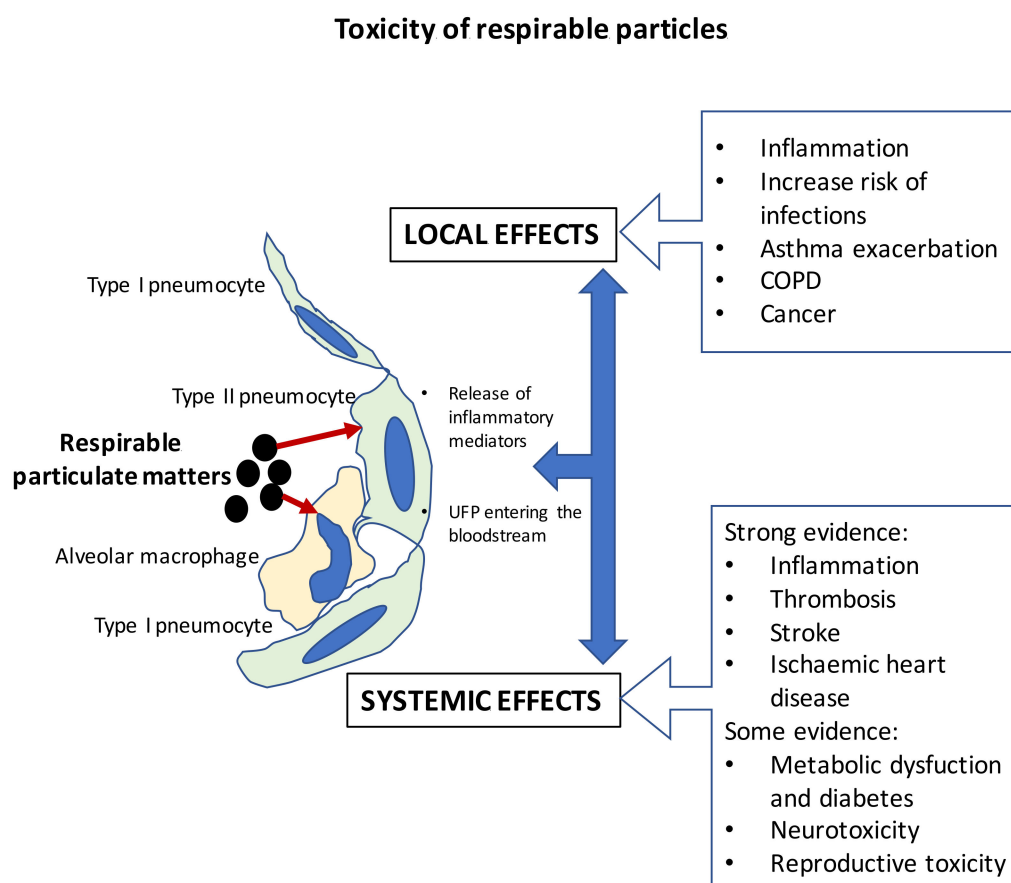 Toxicity of respirable particles
• Inflammation
• Increase risk of
infections
• Asthma exacerbation
• COPD
• Cancer
LOCAL EFFECTS
Type I pneumocyte
Type II pneumocyte
• Release of
inflammatory
mediators
Respirable
particulate matters
• UFP entering the
bloodstream
Alveolar macrophage
Type I pneumocyte
SYSTEMIC EFFECTS
Strong evidence:
• Inflammation
• Thrombosis
• Stroke
• Ischaemic heart
disease
Some evidence:
• Metabolic dysfuction
and diabetes
• Neurotoxicity
• Reproductive toxicity